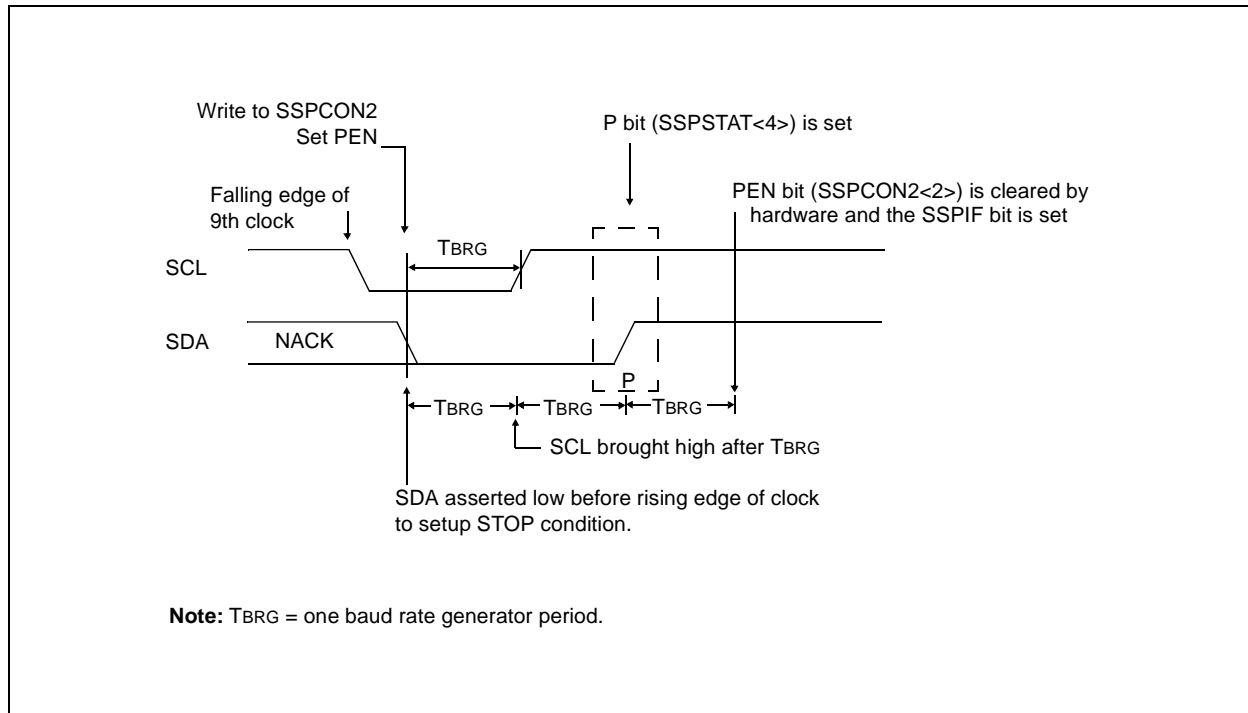 Write to SSPCON2
Set PEN
P bit (SSPSTAT<4>) is set
Falling edge of
9th clock
PEN bit (SSPCON2<2>) is cleared by
hardware and the SSPIF bit is set
TBRG
SCL
SDA
NACK
P
TBRG
TBRG
TBRG
SCL brought high after TBRG
SDA asserted low before rising edge of clock
to setup STOP condition.
Note: TBRG = one baud rate generator period.